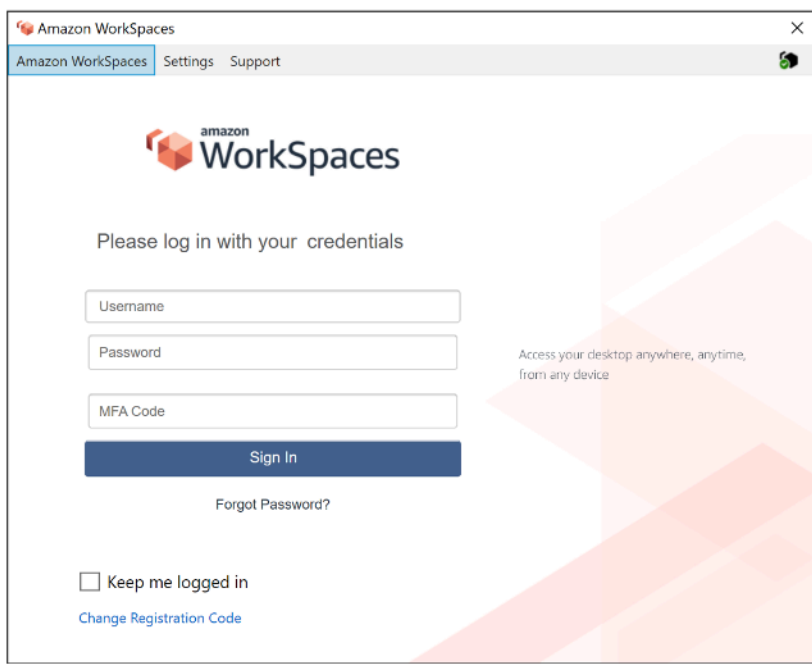 Amazon WorkSpaces
Amazon WorkSpaces Settings Support
amazon
WorkSpaces
Please log in with your credentials
Username
Password
Access your desktop anywhere, anytime,
from any device
MFA Code
Sign In
Forgot Password?
Keep me logged in
Change Registration Code